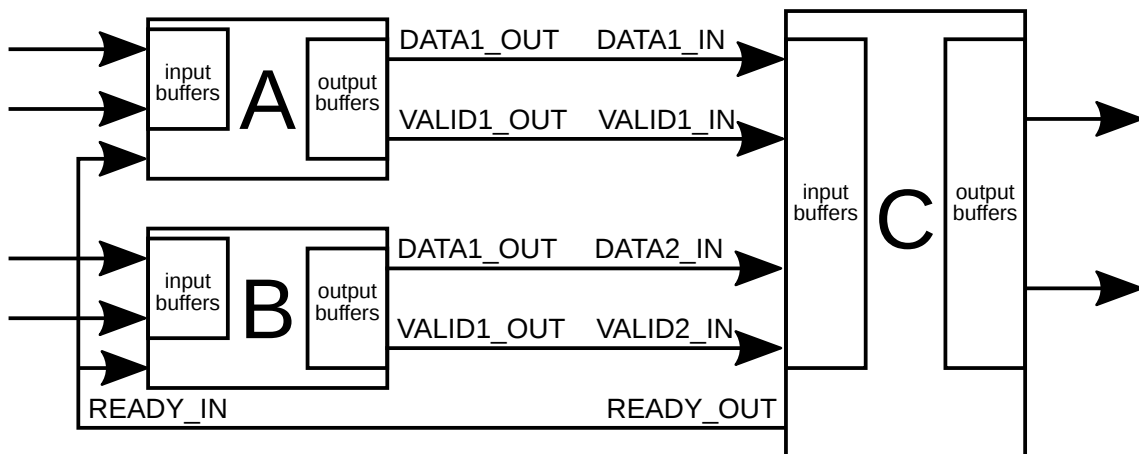 DATA1_OUT DATA1_IN
input
buffers
A
output
buffers
VALID1_OUT VALID1_IN
input
buffers
C
output
buffers
DATA1_OUT DATA2_IN
input
buffers
B
output
buffers
VALID1_OUT VALID2_IN
READY_IN READY_OUT